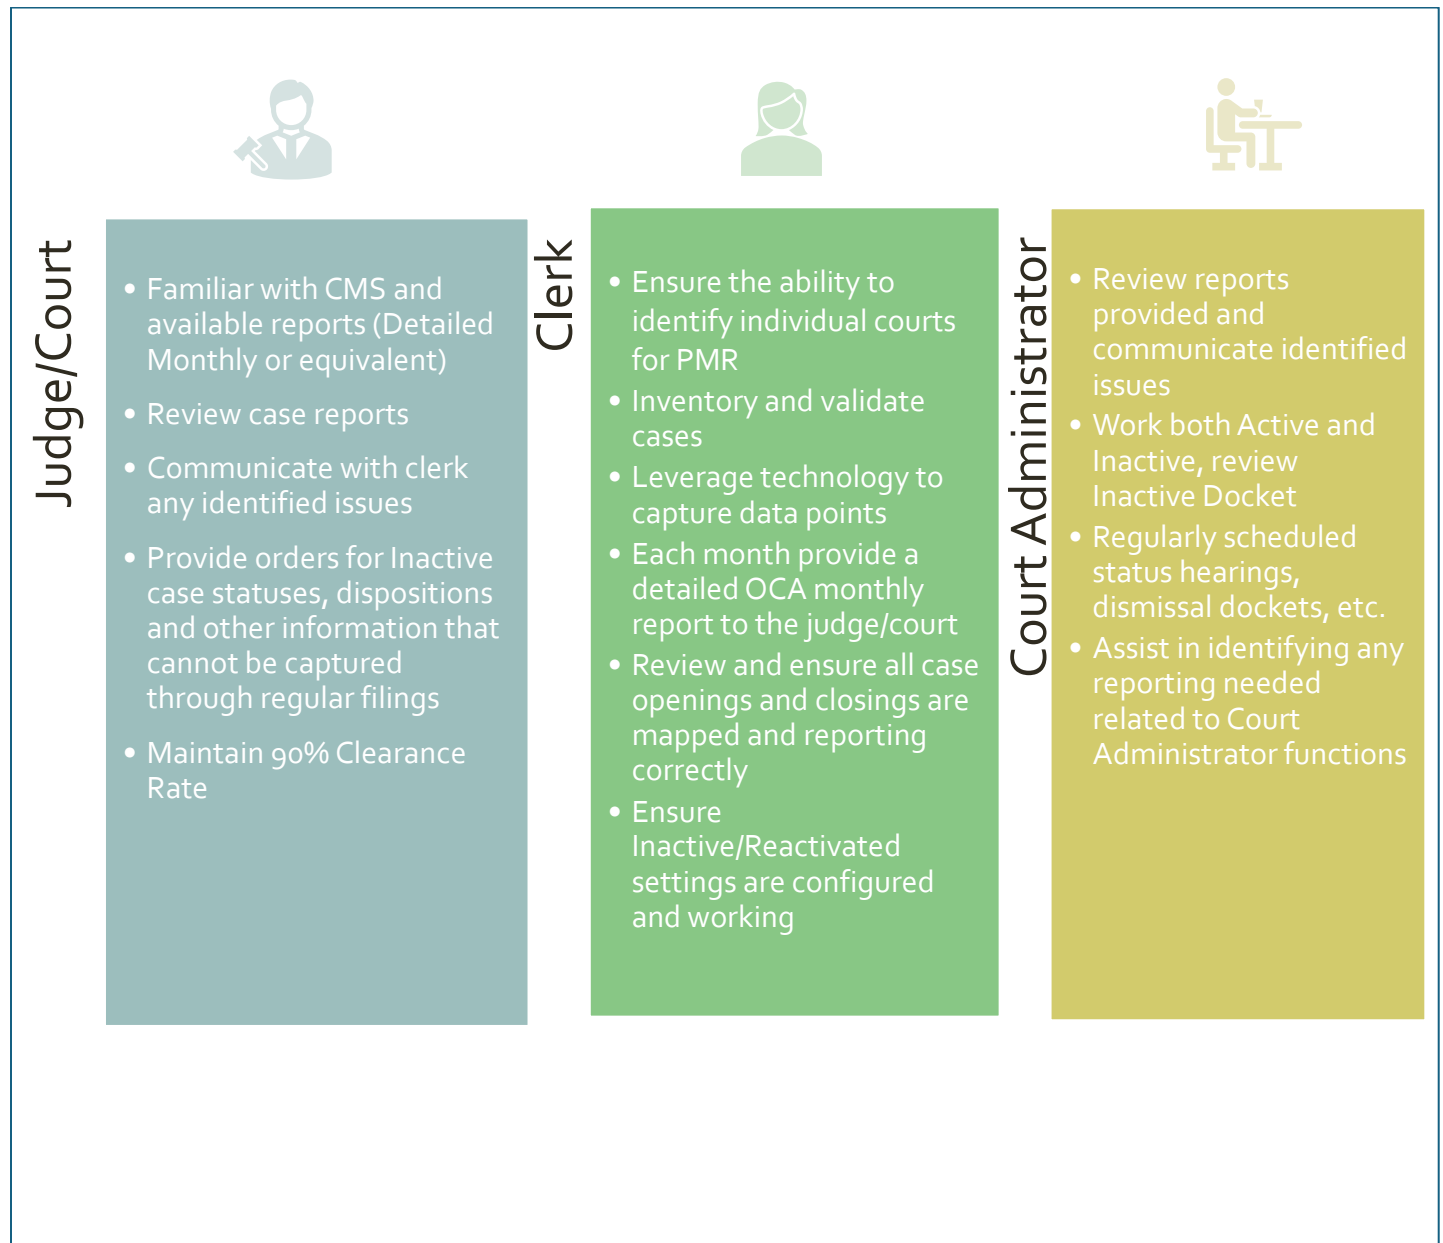 Judge/Court
• Familiar with CMS and
available reports (Detailed
Monthly or equivalent)
• Review case reports
• Communicate with clerk
any identified issues
• Provide orders for Inactive
case statuses, dispositions
and other information that
cannot be captured
through regular filings
• Maintain 90% Clearance
Rate
Clerk
• Ensure the ability to
identify individual courts
for PMR
• Inventory and validate
cases
• Leverage technology to
capture data points
• Each month provide a
detailed OCA monthly
report to the judge/court
• Review and ensure all case
openings and closings are
mapped and reporting
correctly
• Ensure
Inactive/Reactivated
settings are configured
and working
Court Administrator
• Review reports
provided and
communicate identified
issues
• Work both Active and
Inactive, review
Inactive Docket
• Regularly scheduled
status hearings,
dismissal dockets, etc.
• Assist in identifying any
reporting needed
related to Court
Administrator functions